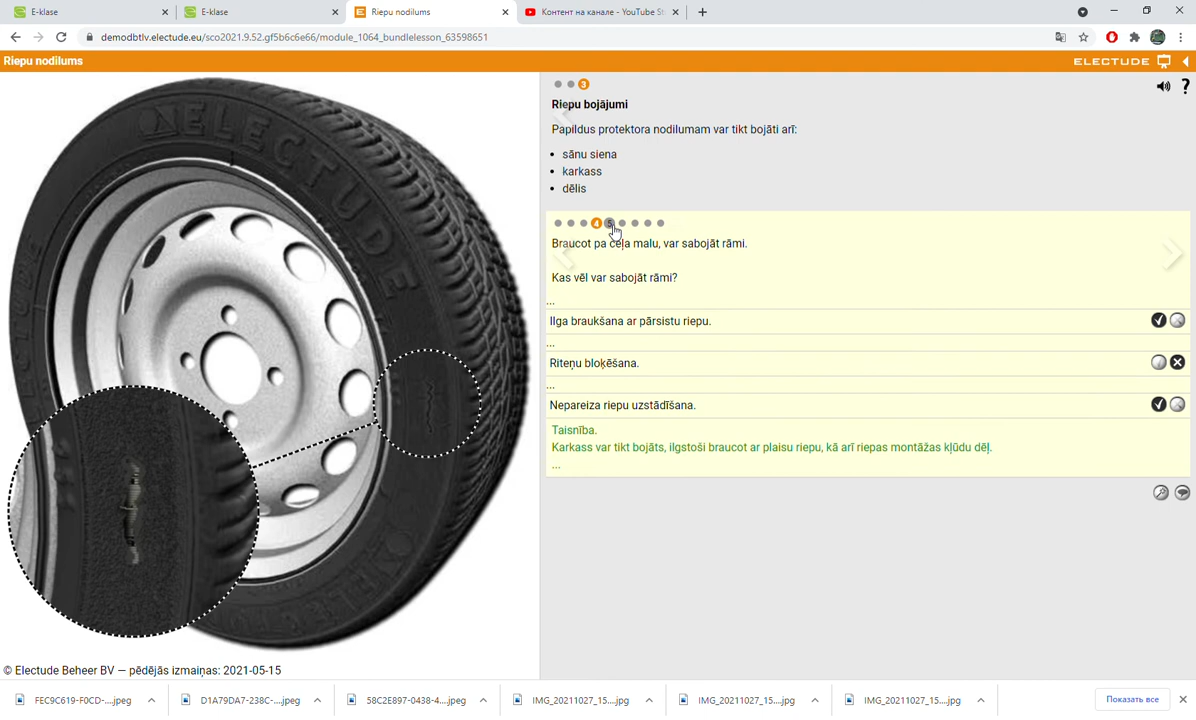 E-klase
E-klase
Riepu nodilums
Контент на канале - YouTube St
demodbtlv.electude.eu/sco2021.9.52.gf5b6c6e66/module_1064_bundlelesson_63598651
Riepu nodilums
ELECTUDE
3
Riepu bojājumi
Papildus protektora nodilumam var tikt bojāti arī:
• sānu siena
• karkass
• dēlis
4 5
Braucot pa ceļa malu, var sabojāt rāmi.
Kas vēl var sabojāt rāmi?
...
Ilga braukšana ar pārsistu riepu.
...
Riteņu bloķēšana.
...
Nepareiza riepu uzstādīšana.
Taisnība.
Karkass var tikt bojāts, ilgstoši braucot ar plaisu riepu, kā arī riepas montāžas kļūdu dēļ.
...
ELECTUDE
© Electude Beheer BV — pēdējās izmaiņas: 2021-05-15
FEC9C619-F0CD-....jpeg
D1A79DA7-238C-....jpeg
58C2E897-0438-4....jpeg
IMG_20211027_15....jpg
IMG_20211027_15....jpg
IMG_20211027_15....jpg
Показать все